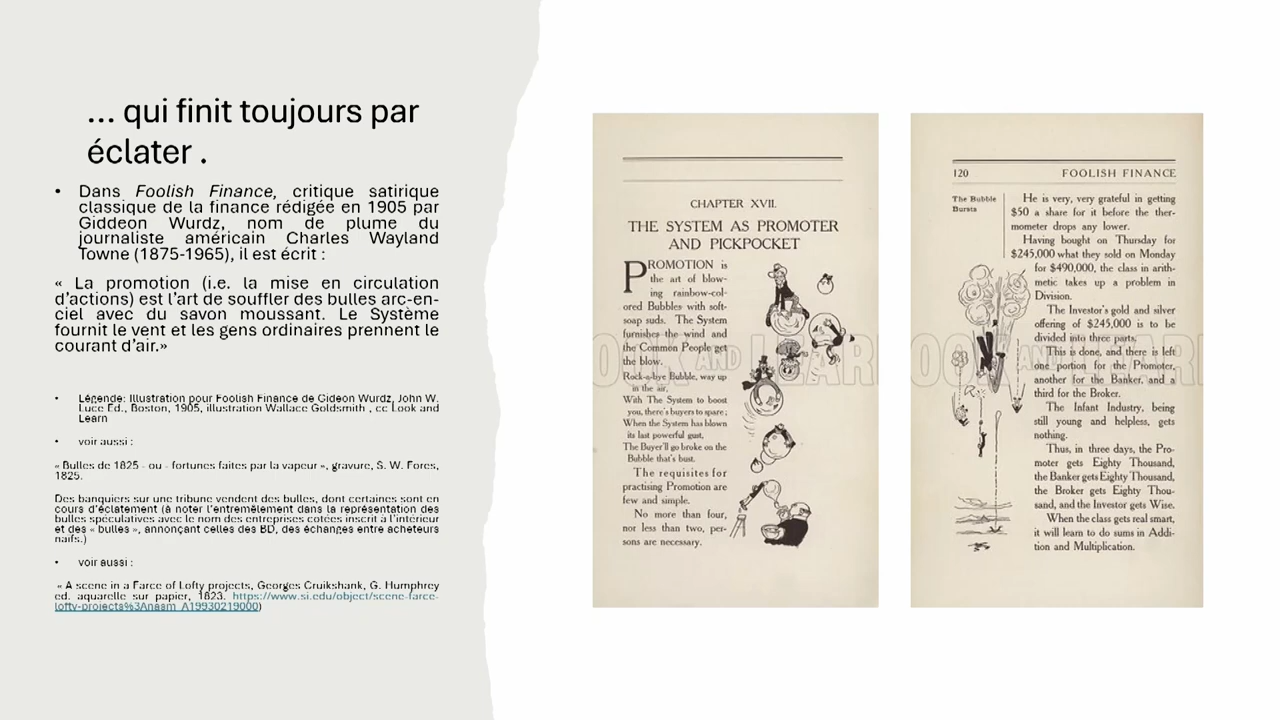 ... qui finit toujours par
éclater .
• Dans Foolish Finance, critique satirique
classique de la finance rédigée en 1905 par
Giddeon Wurdz, nom de plume du
journaliste américain Charles Wayland
Towne (1875-1965), il est écrit :
« La promotion (i.e. la mise en circulation
d'actions) est l'art de souffler des bulles arc-en-
ciel avec du savon moussant. Le Système
fournit le vent et les gens ordinaires prennent le
courant d'air.»
• Légende: Illustration pour Foolish Finance de Gideon Wurdz, John W.
Luce Ed., Boston, 1905, illustration Wallace Goldsmith , cc Look and
Learn
• voir aussi :
« Bulles de 1825 - ou - fortunes faites par la vapeur », gravure, S. W. Fores,
1825.
Des banquiers sur une tribune vendent des bulles, dont certaines sont en
cours d'éclatement (à noter l'entremêlement dans la représentation des
bulles spéculatives avec le nom des entreprises cotées inscrit à l'intérieur
et des « bulles », annonçant celles des BD, des échanges entre acheteurs
naïfs.)
• voir aussi :
« A scene in a Farce of Lofty projects, Georges Cruikshank, G. Humphrey
ed. aquarelle sur papier, 1823. https://www.si.edu/object/scene-farce-
lofty-projects%3Anasm_A19930219000)
CHAPTER XVII.
THE SYSTEM AS PROMOTER
AND PICKPOCKET
PROMOTION is
the art of blow-
ing rainbow-col-
ored Bubbles with soft-
soap suds. The System
furnishes the wind and
the Common People get
the blow.
Rock-a-bye Bubble, way up
in the air,
With The System to boost
you, there's buyers to spare;
When the System has blown
its last powerful gust,
The Buyer'll go broke on the
Bubble that's bust.
The requisites for
practising Promotion are
few and simple.
No more than four,
nor less than two, per-
sons are necessary.
OOK AND LEAR
120 FOOLISH FINANCE
The Bubble
Bursts
He is very, very grateful in getting
$50 a share for it before the ther-
mometer drops any lower.
Having bought on Thursday for
$245,000 what they sold on Monday
for $490,000, the class in arith-
metic takes up a problem in
Division.
The Investor's gold and silver
offering of $245,000 is to be
divided into three parts.
This is done, and there is left
one portion for the Promoter,
another for the Banker, and a
third for the Broker.
The Infant Industry, being
still young and helpless, gets
nothing.
Thus, in three days, the Pro-
moter gets Eighty Thousand,
the Banker gets Eighty Thousand,
the Broker gets Eighty Thou-
sand, and the Investor gets Wise.
When the class gets real smart,
it will learn to do sums in Addi-
tion and Multiplication.
OOK AND LEAR